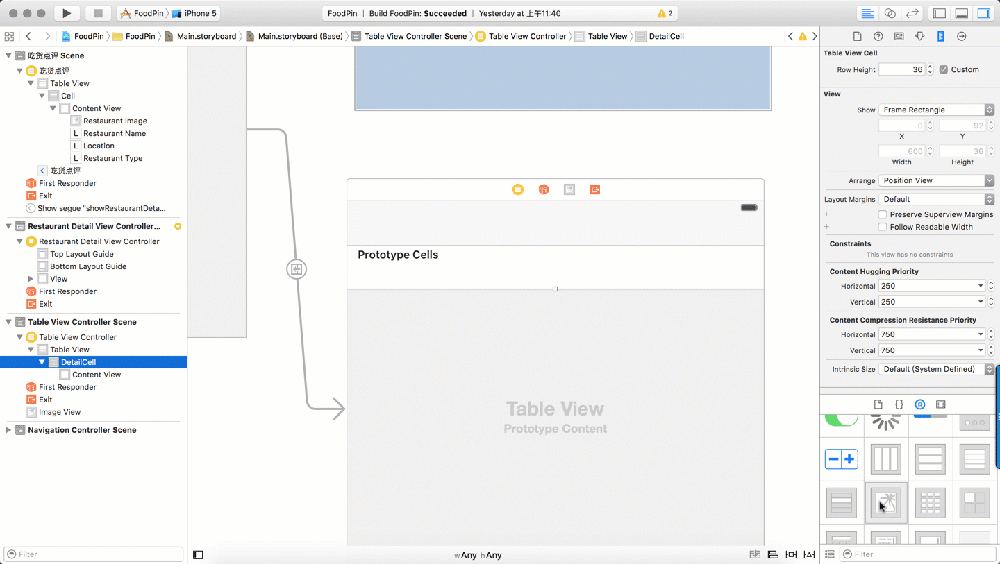 FoodPin iPhone 5
FoodPin | Build FoodPin: Succeeded | Yesterday at 上午11:40
2
FoodPin FoodPin Main.storyboard Main.storyboard (Base) Table View Controller Scene Table View Controller Table View DetailCell
吃货点评 Scene
吃货点评
Table View
Cell
Content View
Restaurant Image
L Restaurant Name
L Location
L Restaurant Type
吃货点评
First Responder
Exit
Show segue "showRestaurantDeta...
Restaurant Detail View Controller...
Restaurant Detail View Controller
Top Layout Guide
Bottom Layout Guide
View
First Responder
Exit
Table View Controller Scene
Table View Controller
Table View
DetailCell
Content View
First Responder
Exit
Image View
Navigation Controller Scene
Filter
Prototype Cells
Table View
Prototype Content
wAny hAny
Table View Cell
Row Height 36 Custom
View
Show Frame Rectangle
0 92
X Y
600 36
Width Height
Arrange Position View
Layout Margins Default
Preserve Superview Margins
Follow Readable Width
Constraints
This view has no constraints
Content Hugging Priority
Horizontal 250
Vertical 250
Content Compression Resistance Priority
Horizontal 750
Vertical 750
Intrinsic Size Default (System Defined)
Filter